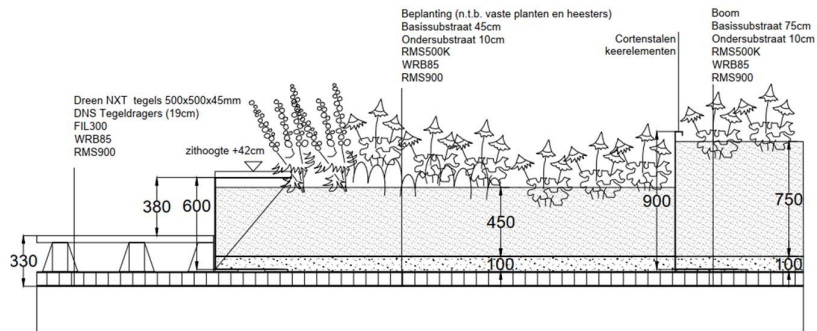 Beplanting (n.t.b. vaste planten en heesters)
Basissubstraat 45cm
Ondersubstraat 10cm
RMS500K
WRB85
RMS900
Cortenstalen
keerelementen
Boom
Basissubstraat 75cm
Ondersubstraat 10cm
RMS500K
WRB85
RMS900
Dreen NXT tegels 500x500x45mm
DNS Tegeldragers (19cm)
FIL300
WRB85
RMS900
zithoogte +42cm
380
600
330
450
100
900
750
100